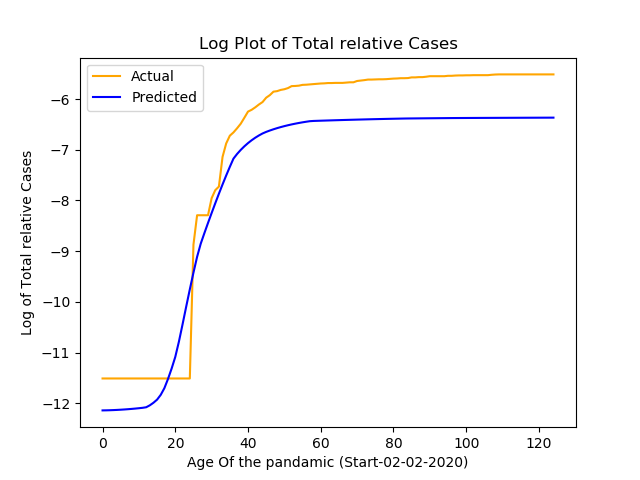 Log Plot of Total relative Cases
Actual
Predicted
Log of Total relative Cases
−6
−7
−8
−9
−10
−11
−12
0 20 40 60 80 100 120
Age Of the pandamic (Start-02-02-2020)